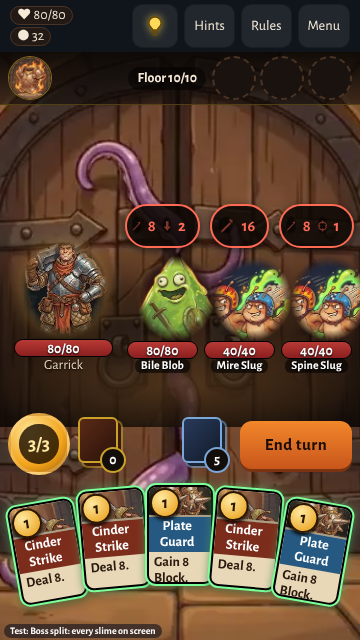 80/80
32
Hints
Rules
Menu
Floor 10/10
8 2
16
8 1
80/80
Garrick
80/80
Bile Blob
40/40
Mire Slug
40/40
Spine Slug
3/3
0
5
End turn
1
Cinder Strike
Deal 8.
1
Cinder Strike
Deal 8.
1
Plate Guard
Gain 8 Block.
1
Cinder Strike
Deal 8.
1
Plate Guard
Gain 8 Block.
Test: Boss split: every slime on screen